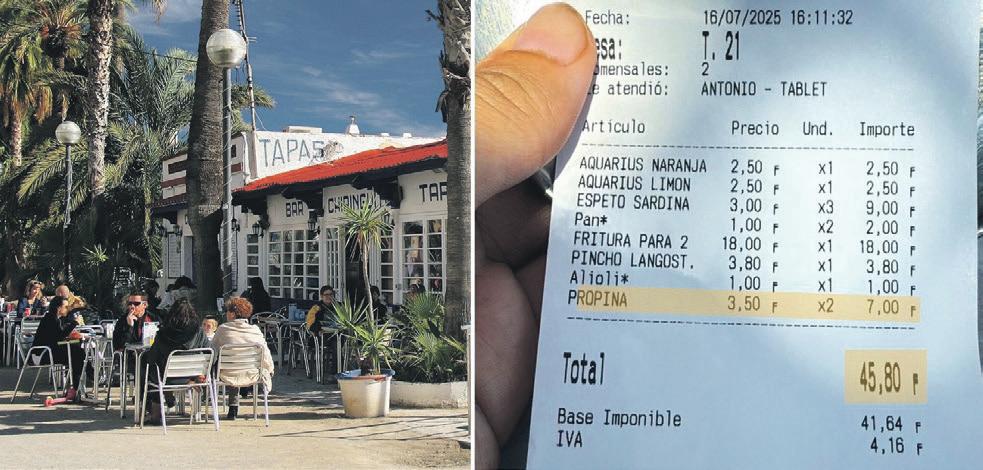 TAPAS
BAR CHIRINGU TAP
Fecha: 16/07/2025 16:11:32
esa: T. 21
omensales: 2
e atendió: ANTONIO - TABLET
Artículo Precio Und. Importe
AQUARIUS NARANJA 2,50 F x1 2,50 F
AQUARIUS LIMON 2,50 F x1 2,50 F
ESPETO SARDINA 3,00 F x3 9,00 F
Pan* 1,00 F x2 2,00 F
FRITURA PARA 2 18,00 F x1 18,00 F
PINCHO LANGOST. 3,80 F x1 3,80 F
Alioli* 1,00 F x1 1,00 F
PROPINA 3,50 F x2 7,00 F
Total 45,80 F
Base Imponible 41,64 F
IVA 4,16 F